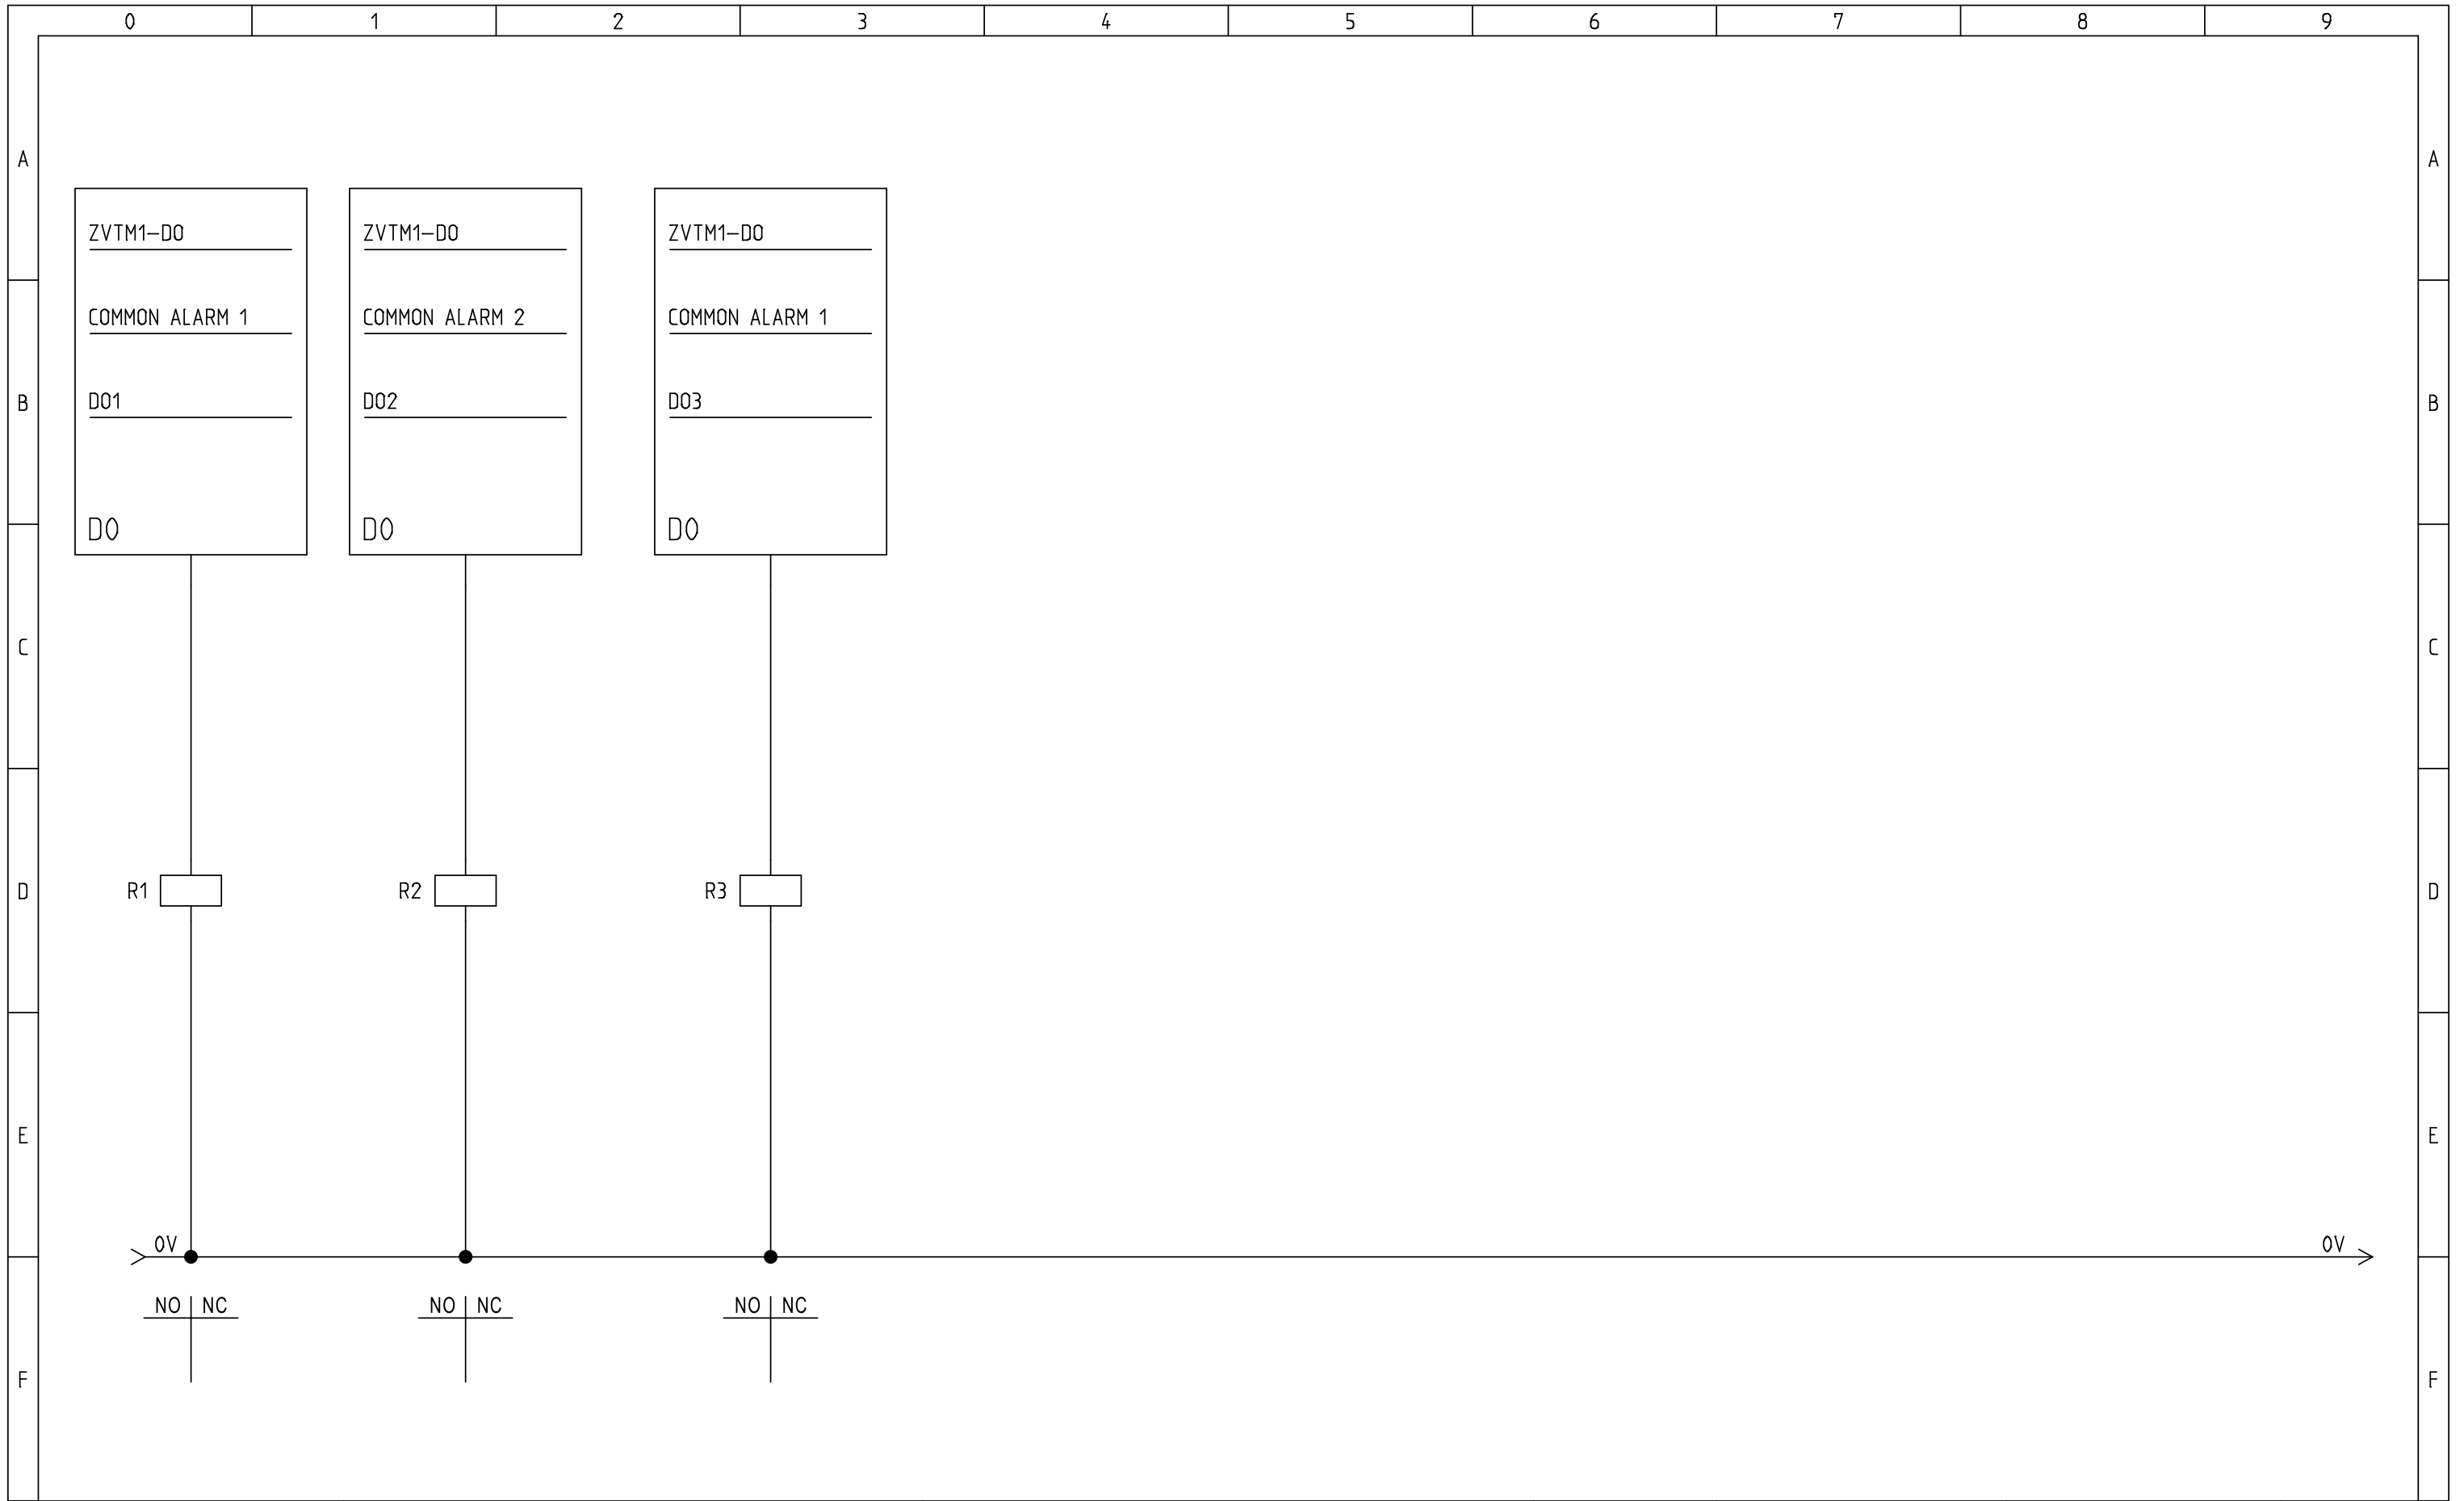 0 1 2 3 4 5 6 7 8 9
A A
ZVTM1-DO ZVTM1-DO ZVTM1-DO
COMMON ALARM 1 COMMON ALARM 2 COMMON ALARM 1
B DO1 DO2 DO3 B
DO DO DO
C C
D R1 R2 R3 D
E E
0V 0V
NO NC NO NC NO NC
F F